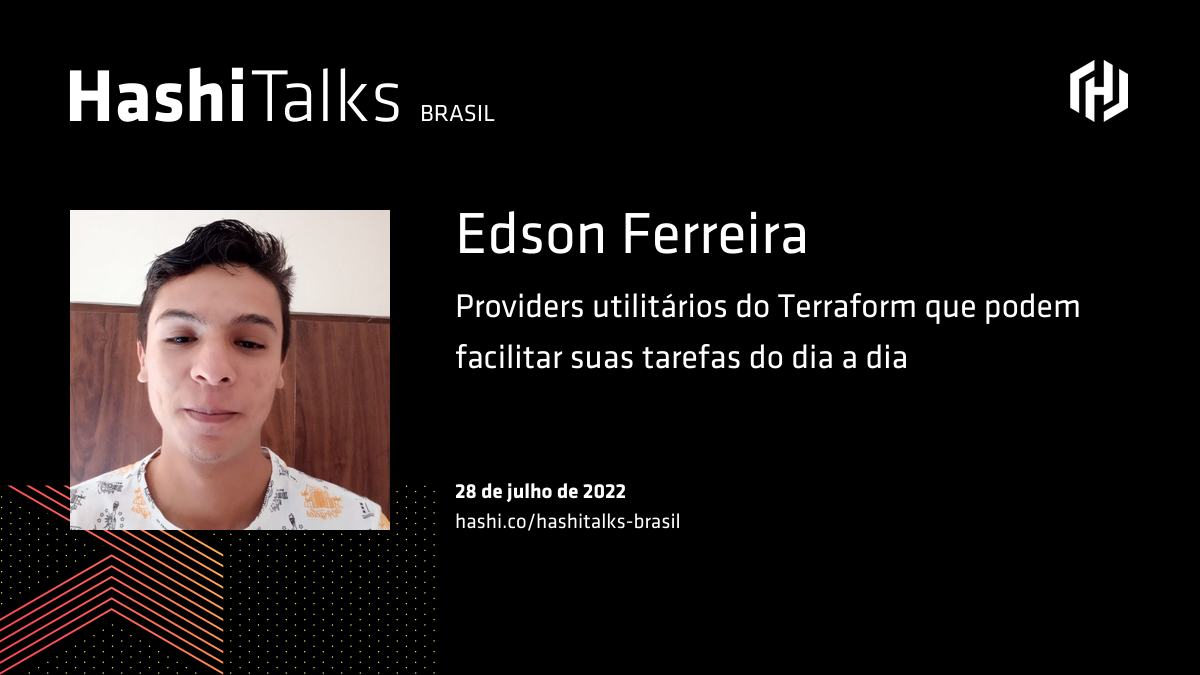 HashiTalks BRASIL
Edson Ferreira
Providers utilitários do Terraform que podem
facilitar suas tarefas do dia a dia
28 de julho de 2022
hashi.co/hashitalks-brasil